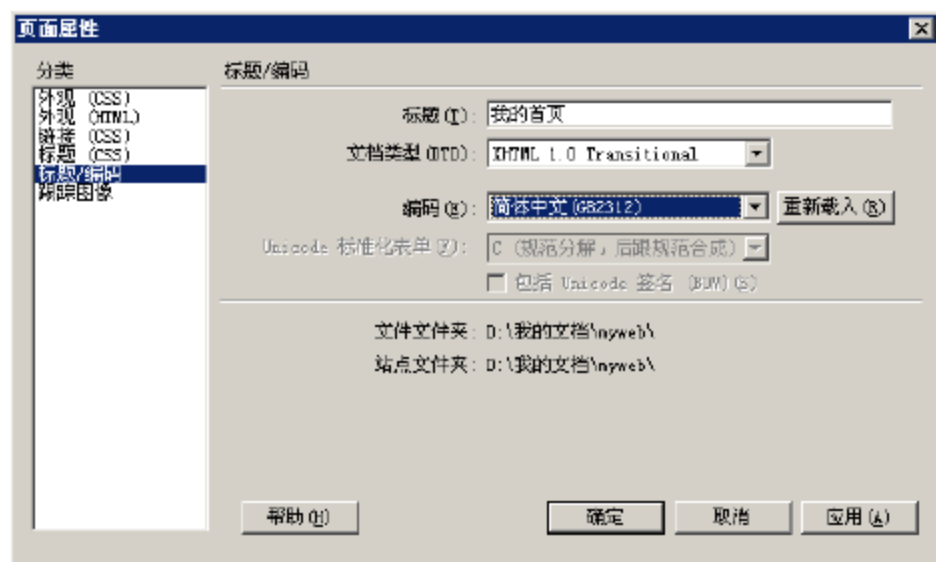 页面属性
分类
外观 (CSS)
外观 (HTML)
链接 (CSS)
标题 (CSS)
标题/编码
跟踪图像
标题/编码
标题(T): 我的首页
文档类型(DTD): XHTML 1.0 Transitional
编码(E): 简体中文(GB2312) 重新载入(R)
Unicode 标准化表单(F): C (规范分解，后跟规范合成)
包括 Unicode 签名 (BOM)(S)
文件文件夹: D:\我的文档\myweb\
站点文件夹: D:\我的文档\myweb\
帮助(H) 确定 取消 应用(A)